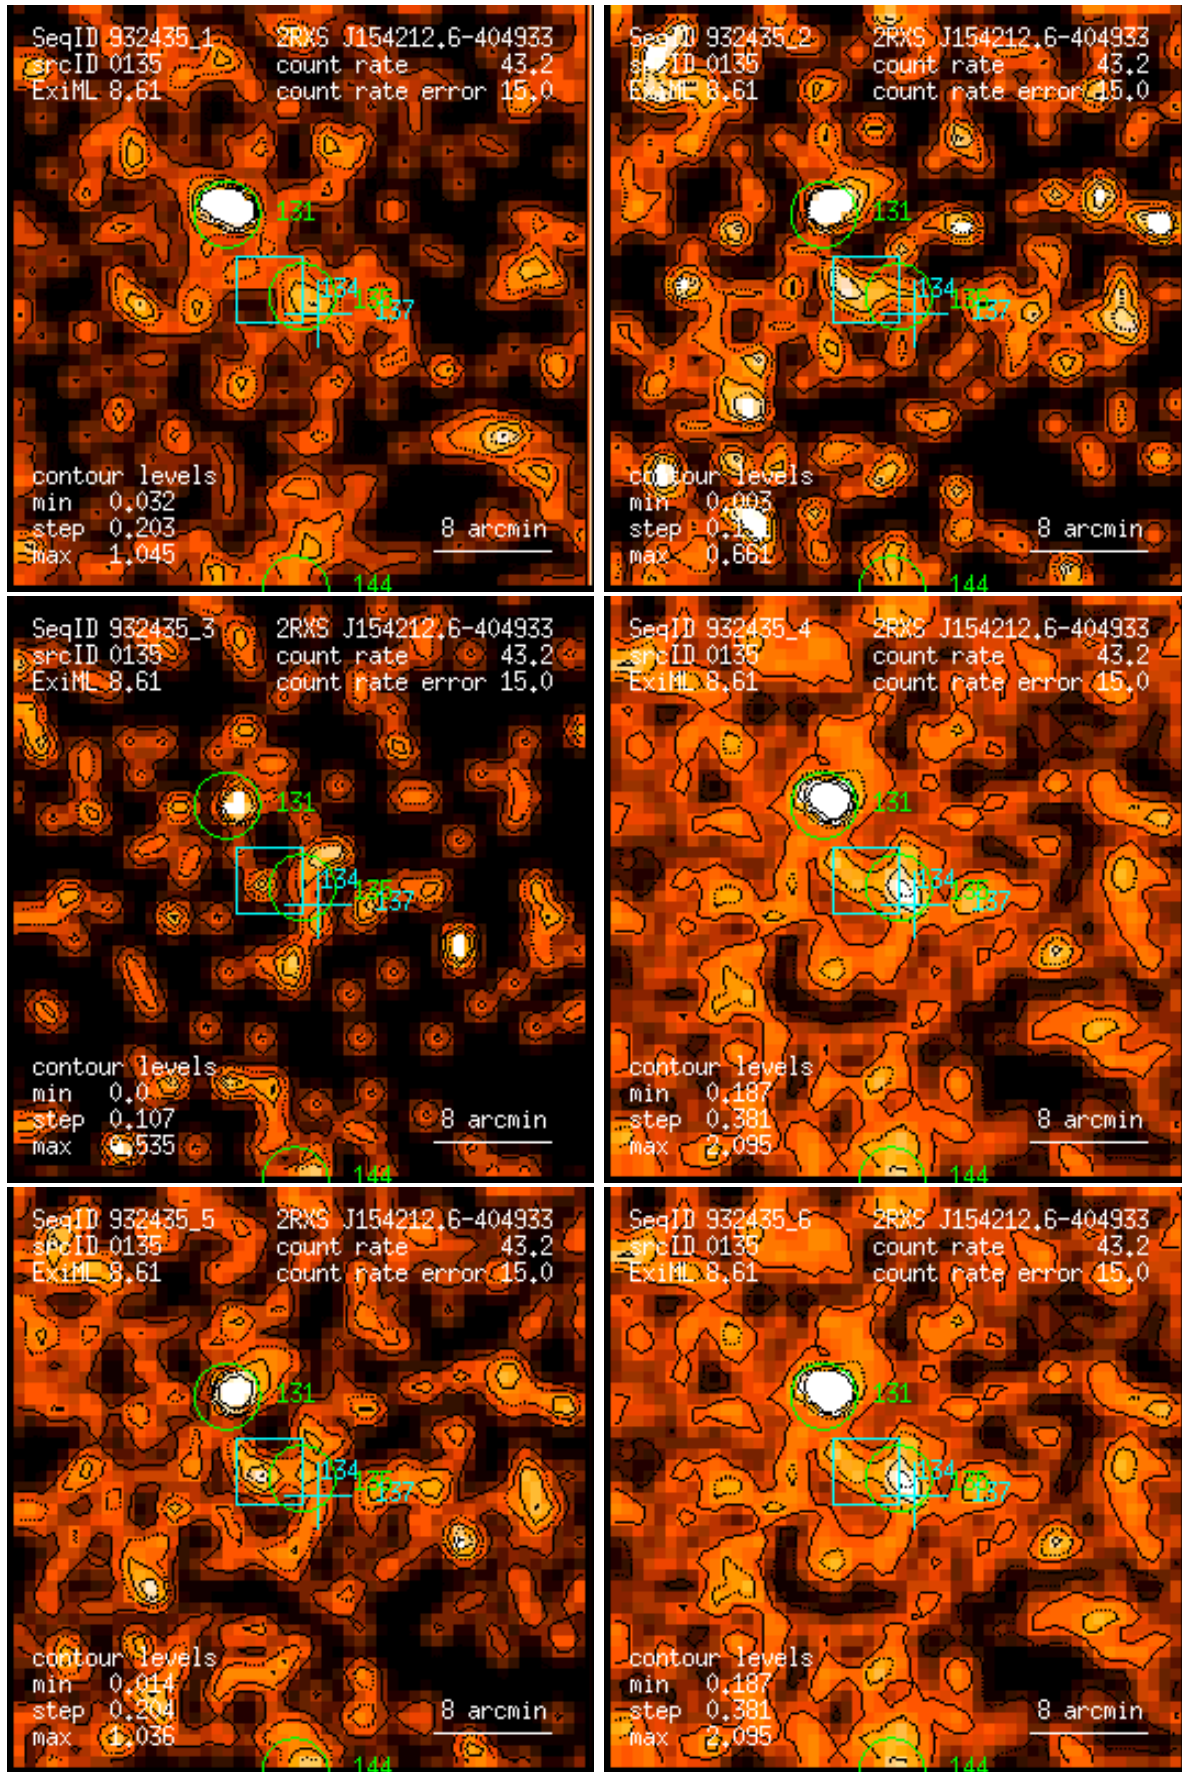 SeqID 932435_1 2RXS J154212.6-404933
srcID 0135 count rate 43.2
ExiML 8.61 count rate error 15.0
131
134
137
contour levels
min 0.032
step 0.203 8 arcmin
max 1.045
144
SeqID 932435_2 2RXS J154212.6-404933
srcID 0135 count rate 43.2
ExiML 8.61 count rate error 15.0
131
134
137
contour levels
min 0.003
step 8 arcmin
max 0.661
144
SeqID 932435_3 2RXS J154212.6-404933
srcID 0135 count rate 43.2
ExiML 8.61 count rate error 15.0
131
134
137
contour levels
min 0.0
step 0.107 8 arcmin
max 0.535
144
SeqID 932435_4 2RXS J154212.6-404933
srcID 0135 count rate 43.2
ExiML 8.61 count rate error 15.0
131
134
137
contour levels
min 0.187
step 0.381 8 arcmin
max 2.095
144
SeqID 932435_5 2RXS J154212.6-404933
srcID 0135 count rate 43.2
ExiML 8.61 count rate error 15.0
131
134
137
contour levels
min 0.014
step 0.204 8 arcmin
max 1.036
144
SeqID 932435_6 2RXS J154212.6-404933
srcID 0135 count rate 43.2
ExiML 8.61 count rate error 15.0
131
134
137
contour levels
min 0.187
step 0.381 8 arcmin
max 2.095
144